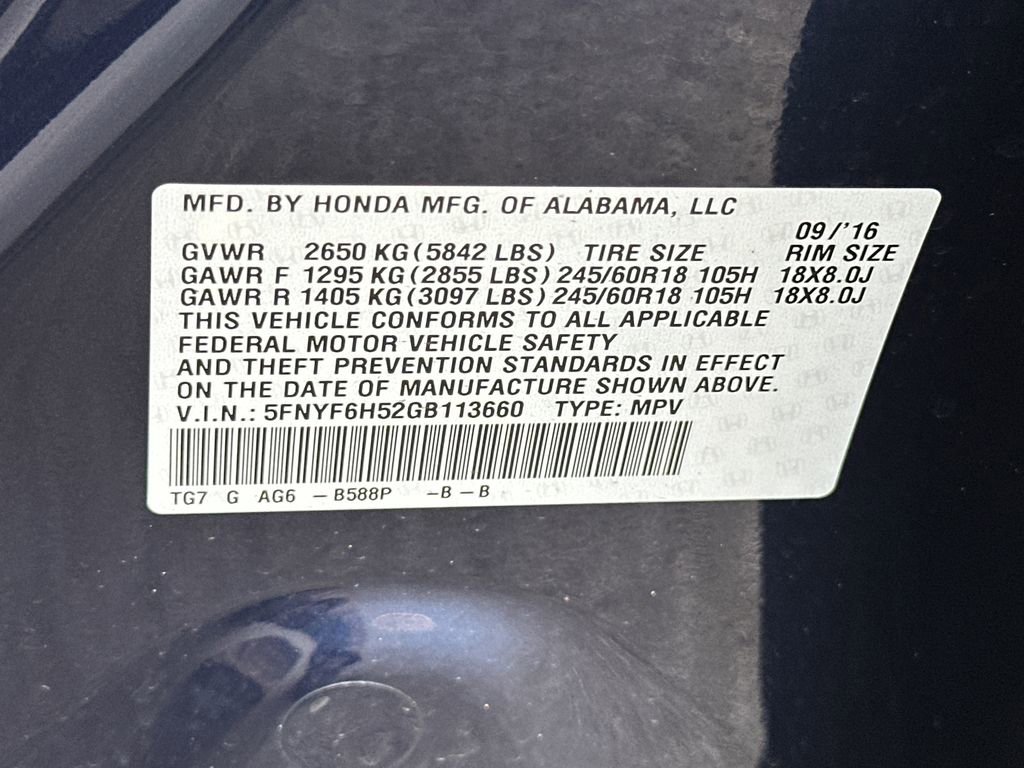 MFD. BY HONDA MFG. OF ALABAMA, LLC
09/'16
GVWR 2650 KG (5842 LBS) TIRE SIZE RIM SIZE
GAWR F 1295 KG (2855 LBS) 245/60R18 105H 18X8.0J
GAWR R 1405 KG (3097 LBS) 245/60R18 105H 18X8.0J
THIS VEHICLE CONFORMS TO ALL APPLICABLE
FEDERAL MOTOR VEHICLE SAFETY
AND THEFT PREVENTION STANDARDS IN EFFECT
ON THE DATE OF MANUFACTURE SHOWN ABOVE.
V.I.N.: 5FNYF6H52GB113660 TYPE: MPV
TG7 G AG6 -B588P -B-B